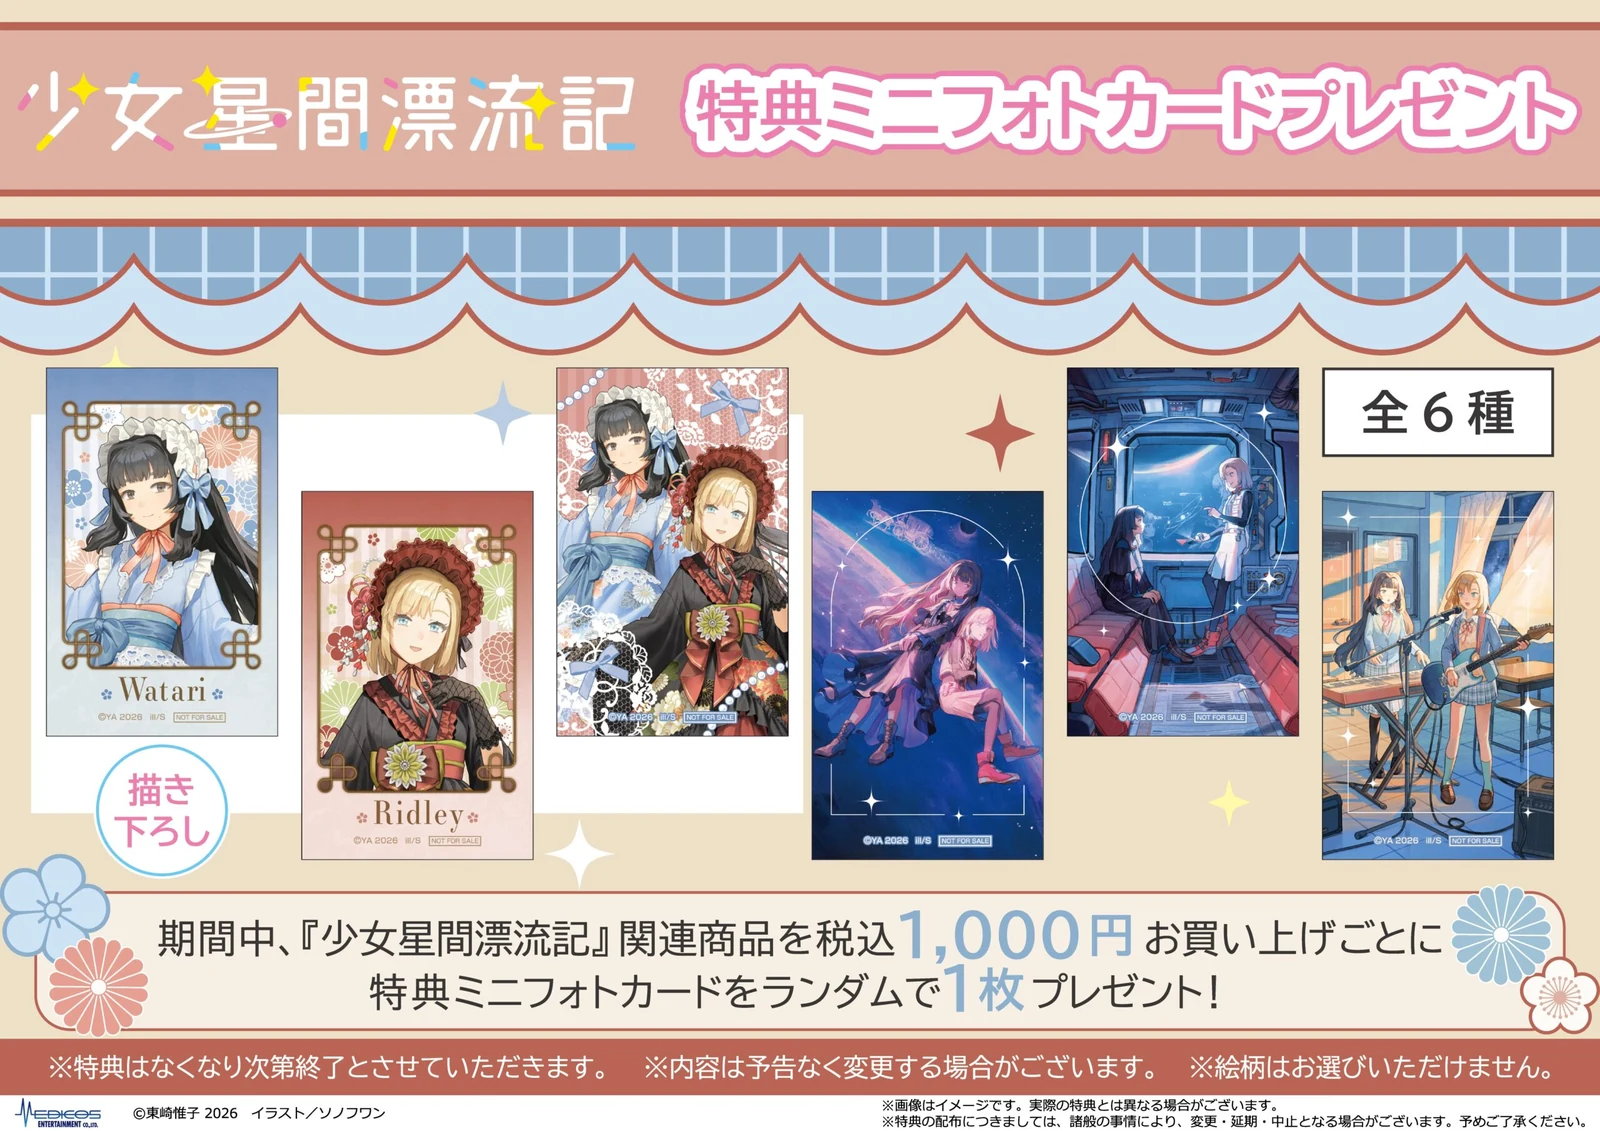 少女星間漂流記
特典ミニフォトカードプレゼント
全6種
Watari
©YA 2026 ill/S NOT FOR SALE
Ridley
©YA 2026 ill/S NOT FOR SALE
©YA 2026 ill/S NOT FOR SALE
©YA 2026 ill/S NOT FOR SALE
©YA 2026 ill/S NOT FOR SALE
©YA 2026 ill/S NOT FOR SALE
描き
下ろし
期間中、『少女星間漂流記』関連商品を税込1,000円お買い上げごとに
特典ミニフォトカードをランダムで1枚プレゼント!
※特典はなくなり次第終了とさせていただきます。 ※内容は予告なく変更する場合がございます。 ※絵柄はお選びいただけません。
MEDICOS
ENTERTAINMENT CO.,LTD.
©東崎惟子 2026 イラスト/ソノフワン
※画像はイメージです。実際の特典とは異なる場合がございます。
※特典の配布につきましては、諸般の事情により、変更・延期・中止となる場合がございます。予めご了承ください。